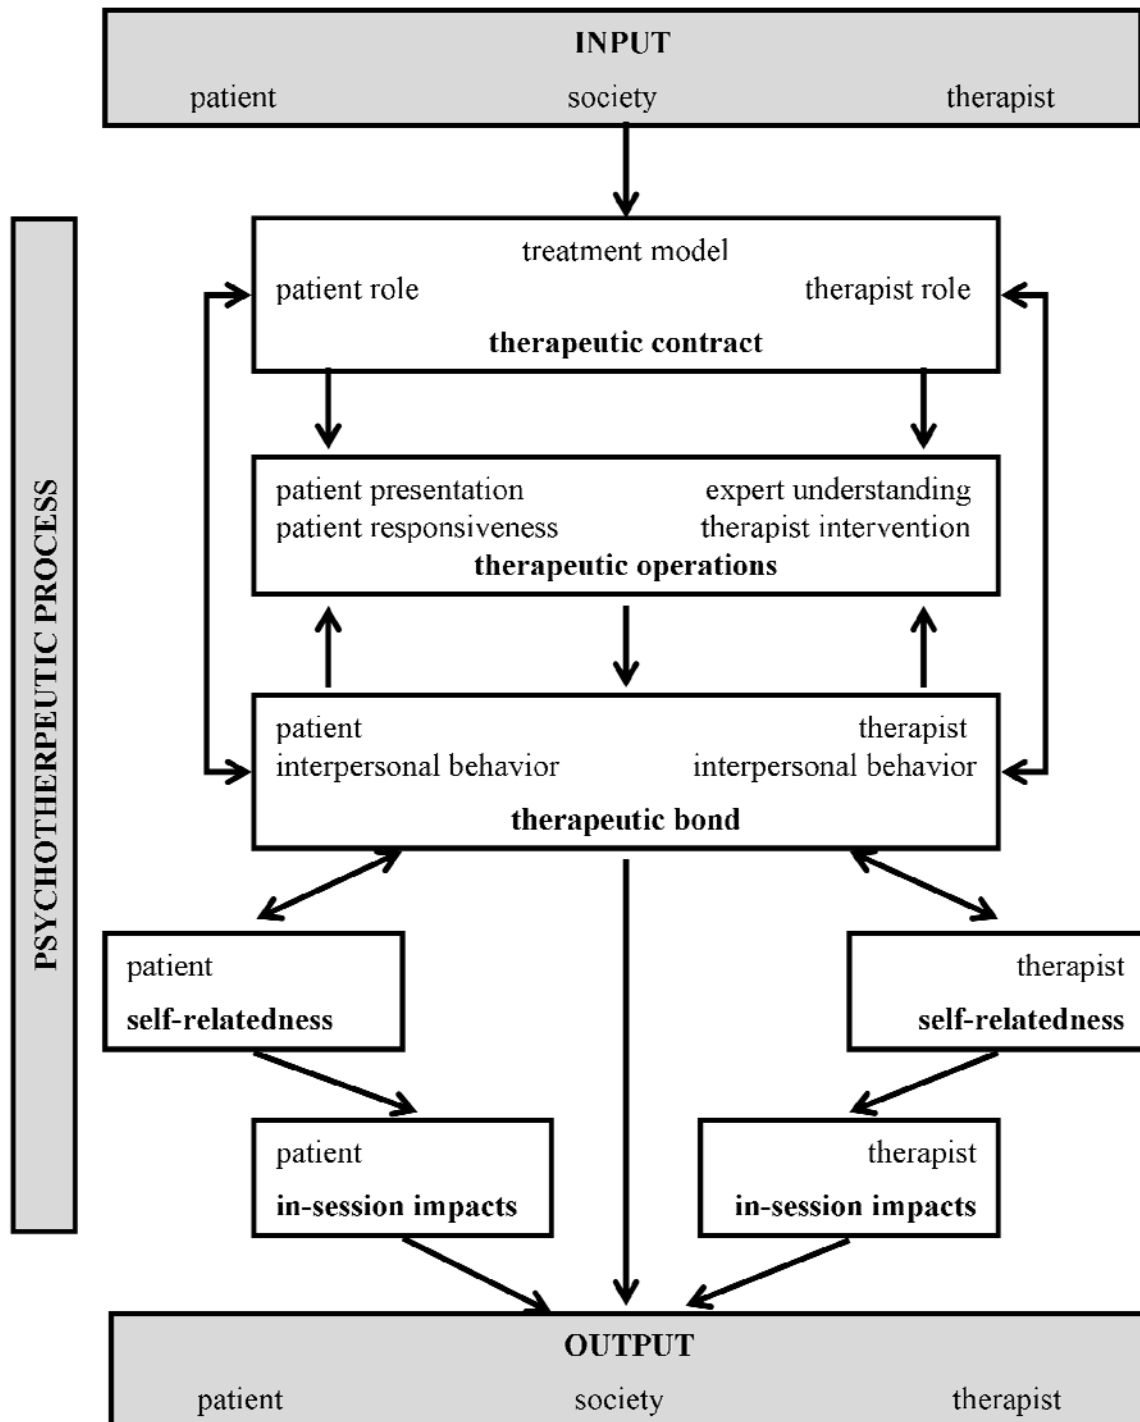 INPUT
patient society therapist
PSYCHOTHERPEUTIC PROCESS
treatment model
patient role therapist role
therapeutic contract
patient presentation expert understanding
patient responsiveness therapist intervention
therapeutic operations
patient therapist
interpersonal behavior interpersonal behavior
therapeutic bond
patient therapist
self-relatedness self-relatedness
patient therapist
in-session impacts in-session impacts
OUTPUT
patient society therapist